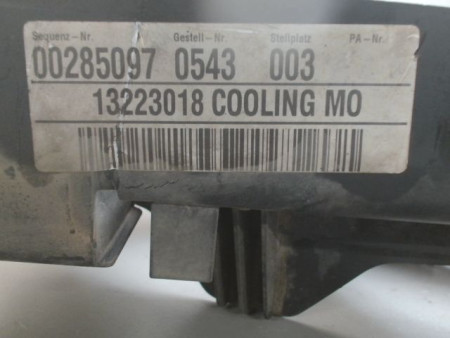 Sequenz-Nr. Gestell-Nr. Stellplatz PA-Nr.
00285097 0543 003
13223018 COOLING MO